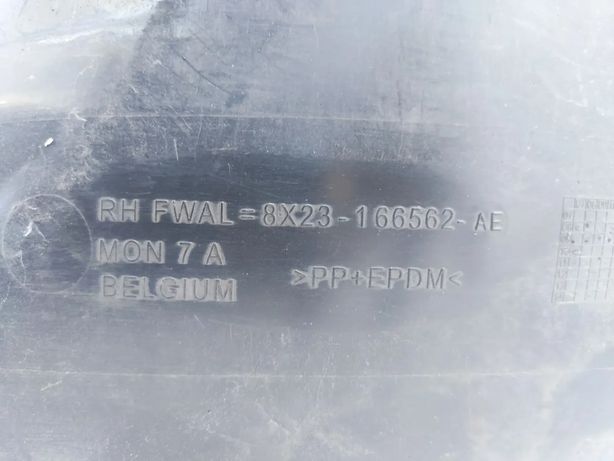 RH FWAL=8X23-166562-AE
MON 7 A
BELGIUM >PP+EPDM<